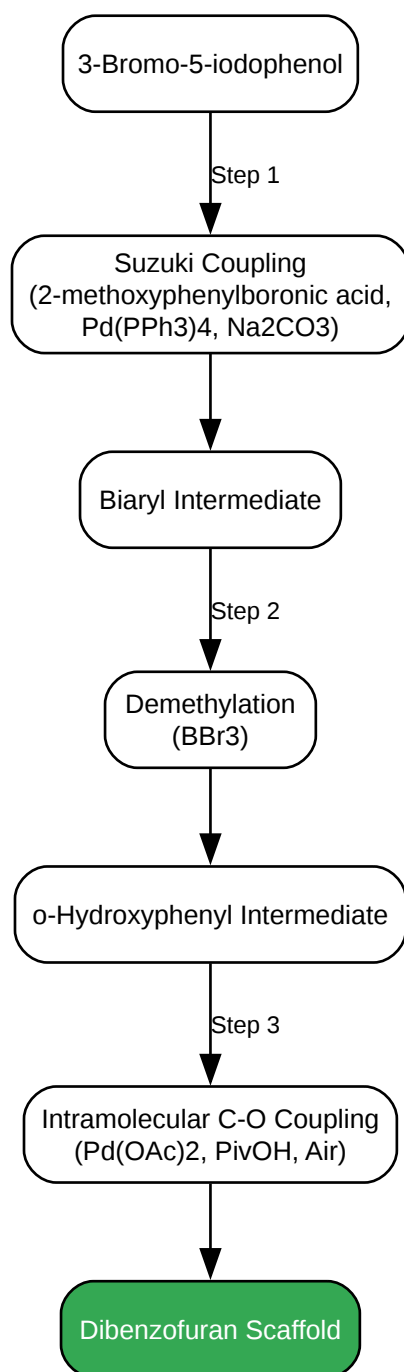 3-Bromo-5-iodophenol
Step 1
Suzuki Coupling
(2-methoxyphenylboronic acid,
Pd(PPh3)4, Na2CO3)
Biaryl Intermediate
Step 2
Demethylation
(BBr3)
o-Hydroxyphenyl Intermediate
Step 3
Intramolecular C-O Coupling
(Pd(OAc)2, PivOH, Air)
Dibenzofuran Scaffold